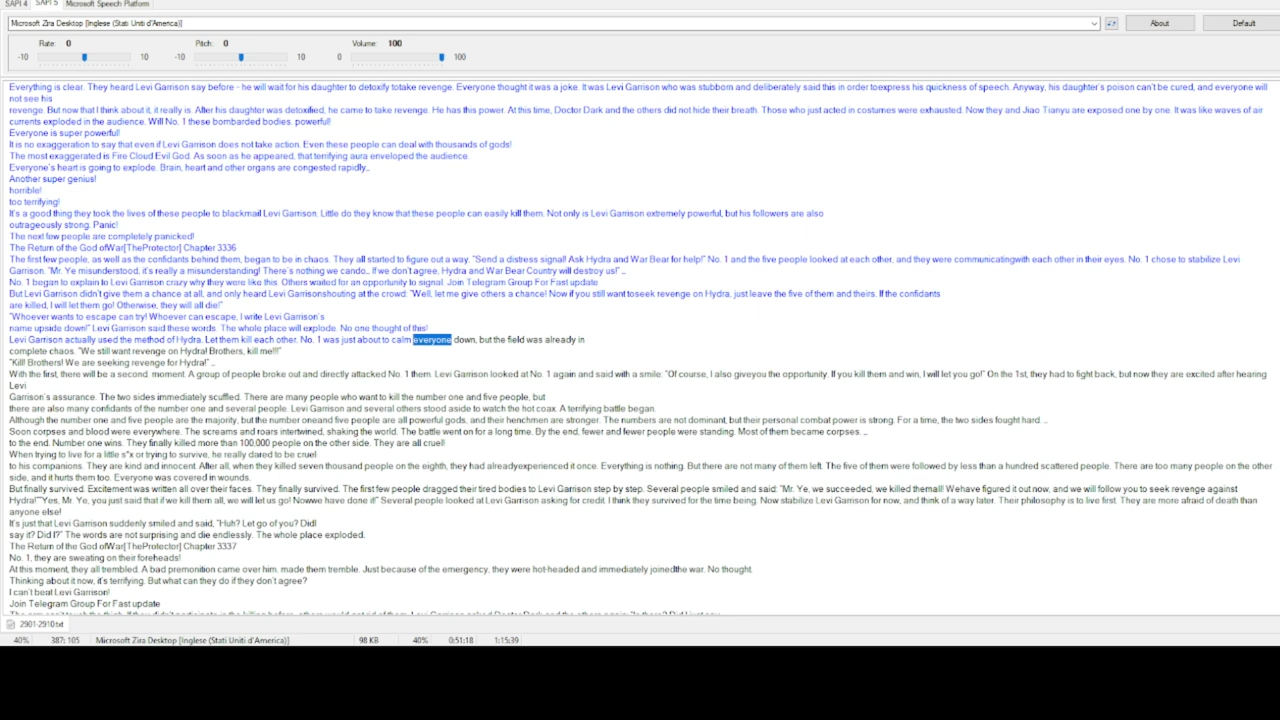 SAPI 4 SAPI 5 Microsoft Speech Platform
Microsoft Zira Desktop [Inglese (Stati Uniti d'America)] About Default
Rate: 0 Pitch: 0 Volume: 100
-10 10 -10 10 0 100
Everything is clear. They heard Levi Garrison say before - he will wait for his daughter to detoxify totake revenge. Everyone thought it was a joke. It was Levi Garrison who was stubborn and deliberately said this in order toexpress his quickness of speech. Anyway, his daughter's poison can't be cured, and everyone will
not see his
revenge. But now that I think about it, it really is. After his daughter was detoxified, he came to take revenge. He has this power. At this time, Doctor Dark and the others did not hide their breath. Those who just acted in costumes were exhausted. Now they and Jiao Tianyu are exposed one by one. It is like waves of air
currents exploded in the audience. Will No. 1 these bombarded bodies. powerful!
Everyone is super powerful!
It is no exaggeration to say that even if Levi Garrison does not take action. Even these people can deal with thousands of gods!
The most exaggerated is Fire Cloud Evil God. As soon as he appeared, that terrifying aura enveloped the audience.
Everyone's heart is going to explode. Brain, heart and other organs are congested rapidly...
Another super genius!
horrible!
too terrifying!
It's a good thing they took the lives of these people to blackmail Levi Garrison. Little do they know that these people can easily kill them. Not only is Levi Garrison extremely powerful, but his followers are also
outrageously strong. Panic!
The next few people are completely panicked!
The Return of the God ofWar[TheProtector] Chapter 3336
The first few people, as well as the confidants behind them, began to be in chaos. They all started to figure out a way. "Send a distress signal! Ask Hydra and War Bear for help!" No. 1 and the five people looked at each other, and they were communicatingwith each other in their eyes. No. 1 chose to stabilize Levi
Garrison. "Mr. Ye misunderstood, it's really a misunderstanding! There's nothing we cando... If we don't agree, Hydra and War Bear Country will destroy us!" ...
No. 1 began to explain to Levi Garrison crazy why they were like this. Others waited for an opportunity to signal. Join Telegram Group For Fast update
But Levi Garrison didn't give them a chance at all, and only heard Levi Garrisonshouting at the crowd: "Well, let me give others a chance! Now if you still want toseek revenge on Hydra, just leave the five of them and theirs. If the confidants
are killed, I will let them go! Otherwise, they will all die!"
"Whoever wants to escape can try! Whoever can escape, I write Levi Garrison's
name upside down!" Levi Garrison said these words. The whole place will explode. No one thought of this!
Levi Garrison actually used the method of Hydra. Let them kill each other. No. 1 was just about to calm everyone down, but the field was already in
complete chaos. "We still want revenge on Hydra! Brothers, kill me!!!"
"Kill! Brothers! We are seeking revenge for Hydra!" ...
With the first, there will be a second. moment. A group of people broke out and directly attacked No. 1 them. Levi Garrison looked at No. 1 again and said with a smile: "Of course, I also giveyou the opportunity. If you kill them and win, I will let you go!" On the 1st, they had to fight back, but now they are excited after hearing
Levi
Garrison's assurance. The two sides immediately scuffled. There are many people who want to kill the number one and five people, but
there are also many confidants of the number one and several people. Levi Garrison and several others stood aside to watch the hot coax. A terrifying battle began.
Although the number one and five people are the majority, but the number oneand five people are all powerful gods, and their henchmen are stronger. The numbers are not dominant, but their personal combat power is strong. For a time, the two sides fought hard. ...
Soon corpses and blood were everywhere. The screams and roars intertwined, shaking the world. The battle went on for a long time. By the end, fewer and fewer people were standing. Most of them became corpses. ...
to the end. Number one wins. They finally killed more than 100,000 people on the other side. They are all cruel!
When trying to live for a little s*x or trying to survive, he really dared to be cruel
to his companions. They are kind and innocent. After all, when they killed seven thousand people on the eighth, they had alreadyexperienced it once. Everything is nothing. But there are not many of them left. The five of them were followed by less than a hundred scattered people. There are too many people on the other
side, and it hurts them too. Everyone was covered in wounds.
But finally survived. Excitement was written all over their faces. They finally survived. The first few people dragged their tired bodies to Levi Garrison step by step. Several people smiled and said: "Mr. Ye, we succeeded, we killed themall! Wehave figured it out now, and we will follow you to seek revenge against
Hydra!""Yes, Mr. Ye, you just said that if we kill them all, we will let us go! Nowwe have done it!" Several people looked at Levi Garrison asking for credit. I think they survived for the time being. Now stabilize Levi Garrison for now, and think of a way later. Their philosophy is to live first. They are more afraid of death than
anyone else!
It's just that Levi Garrison suddenly smiled and said, "Huh? Let go of you? DidI
say it? Did I?" The words are not surprising and die endlessly. The whole place exploded.
The Return of the God ofWar[TheProtector] Chapter 3337
No. 1, they are sweating on their foreheads!
At this moment, they all trembled. A bad premonition came over him. made them tremble. Just because of the emergency, they were hot-headed and immediately joinedthe war. No thought.
Thinking about it now, it's terrifying. But what can they do if they don't agree?
I can't beat Levi Garrison!
Join Telegram Group For Fast update
2901-2910.txt
40% 387: 105 Microsoft Zira Desktop [Inglese (Stati Uniti d'America)] 98 KB 40% 0:51:18 1:15:39